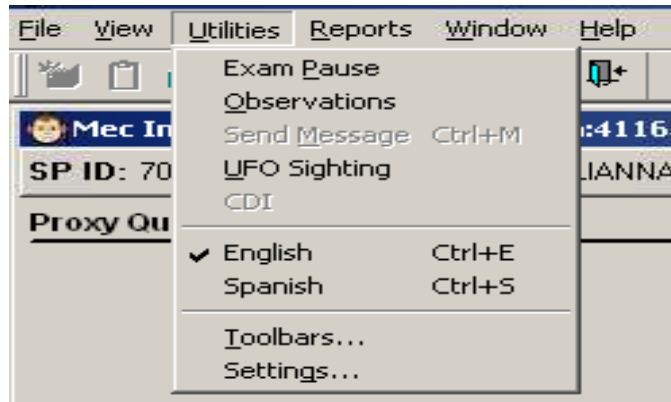 File View Utilities Reports Window Help
Exam Pause
Observations
Send Message Ctrl+M
UFO Sighting
CDI
English Ctrl+E
Spanish Ctrl+S
Toolbars...
Settings...
Mec In :4116
SP ID: 70 LIANNA
Proxy Qu